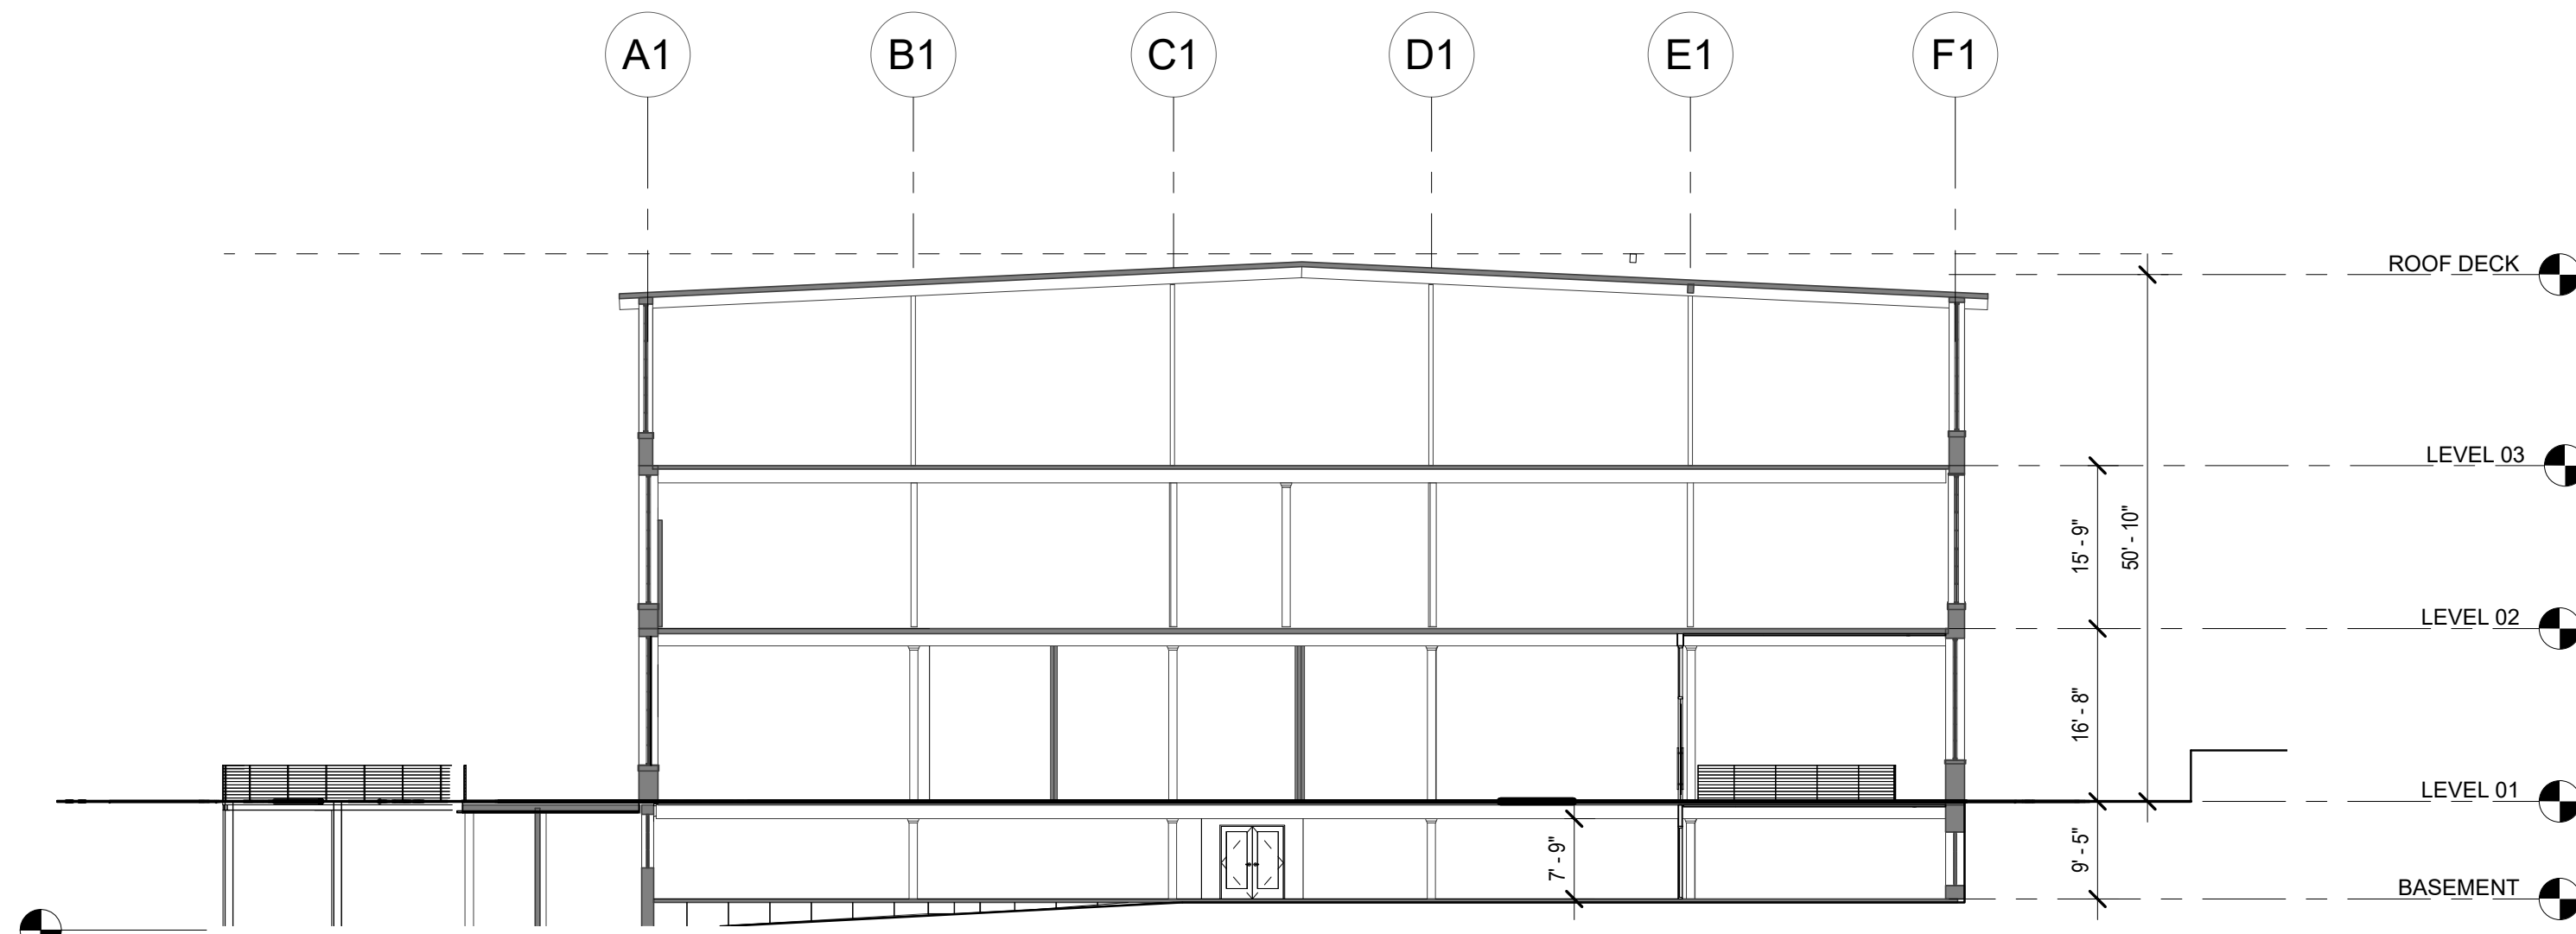 A1 B1 C1 D1 E1 F1
ROOF DECK
LEVEL 03
15' - 9"
50' - 10"
LEVEL 02
16' - 8"
LEVEL 01
7' - 9"
9' - 5"
BASEMENT